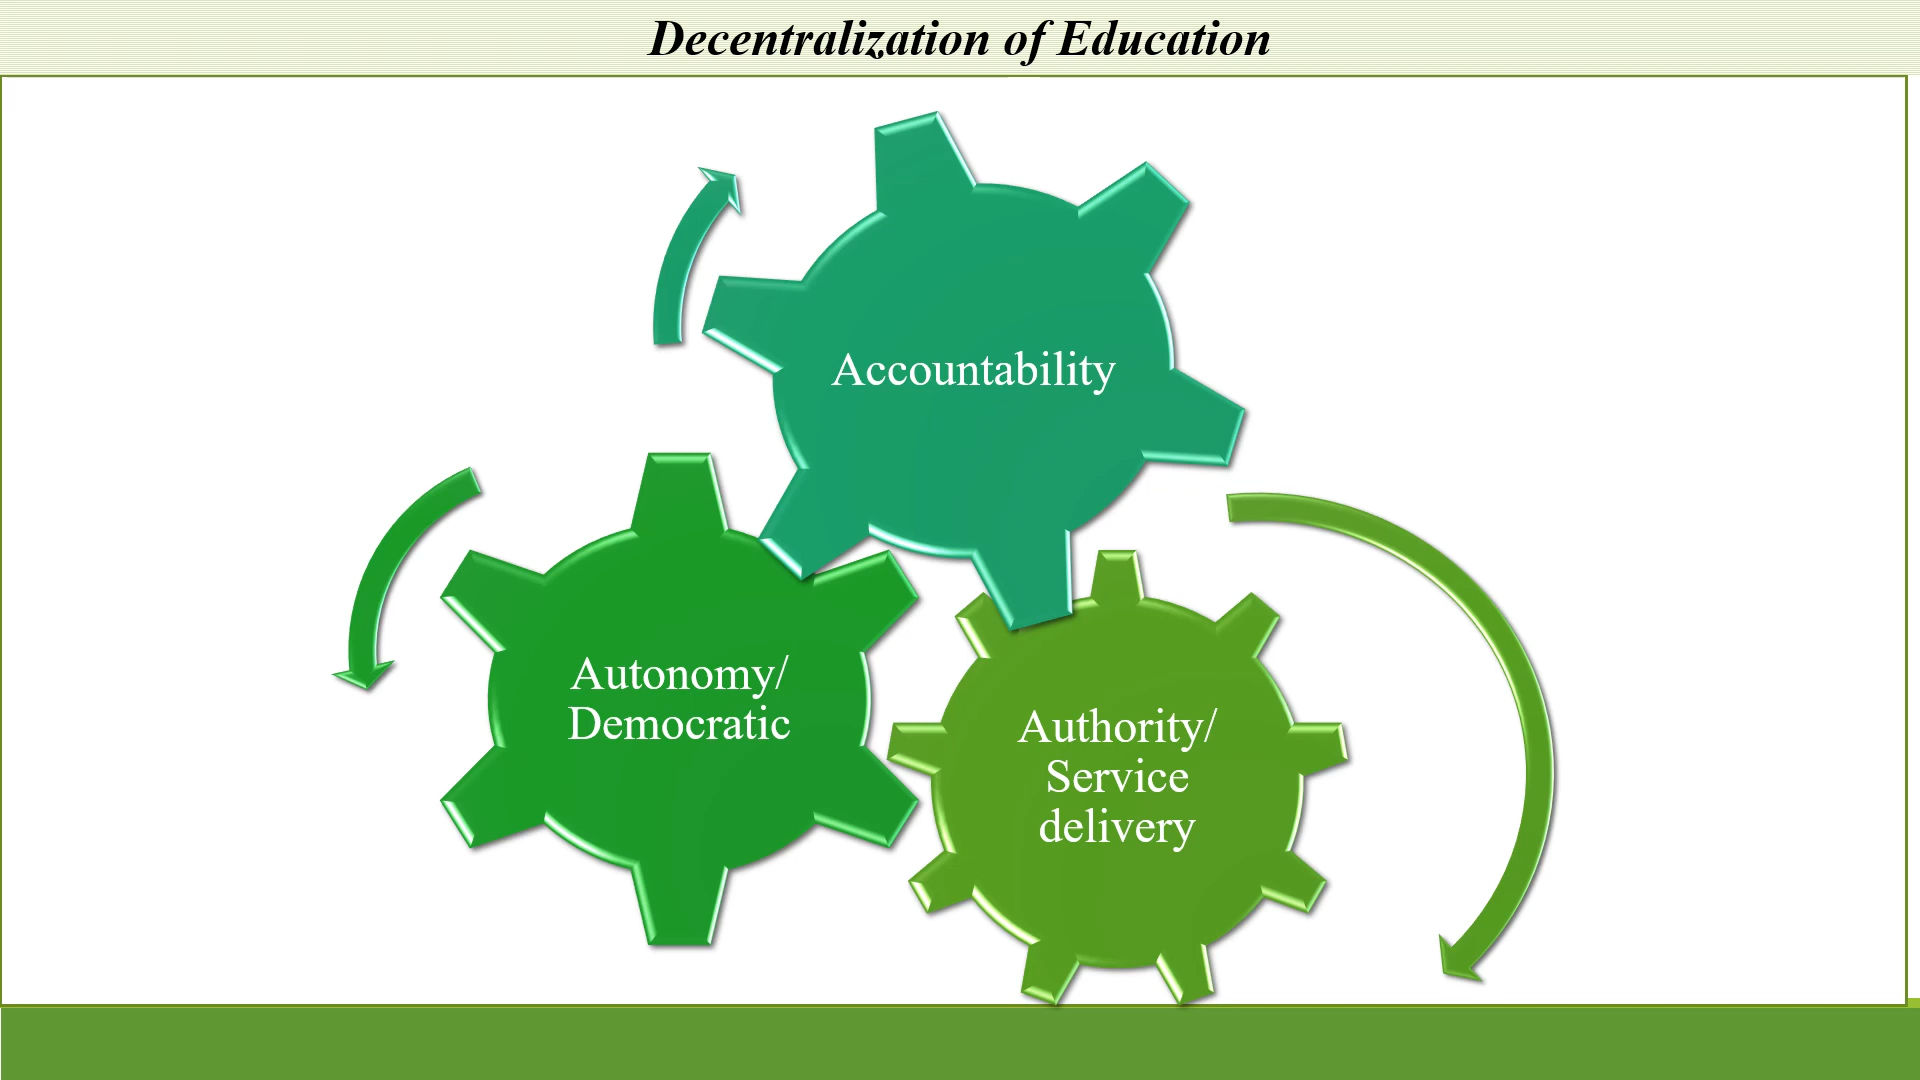 Decentralization of Education
Accountability
Autonomy/
Democratic
Authority/
Service
delivery